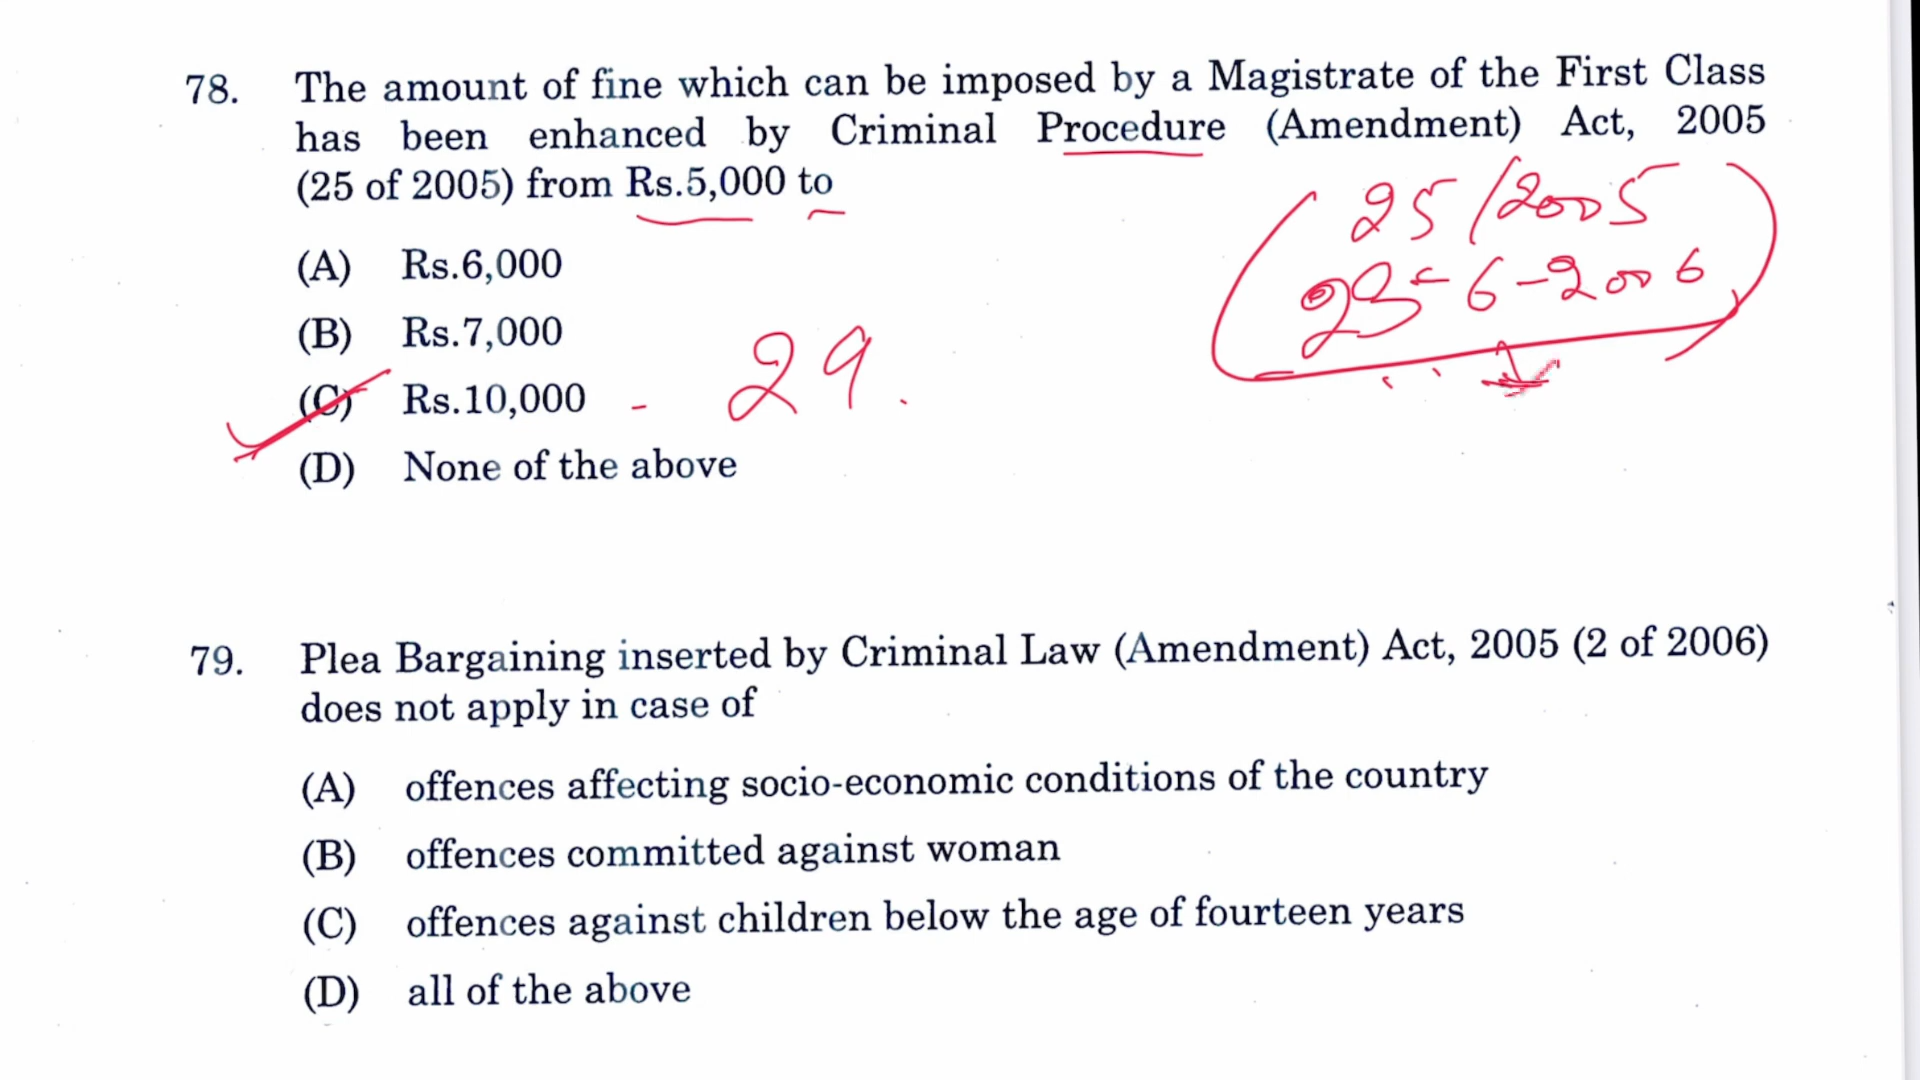 78. The amount of fine which can be imposed by a Magistrate of the First Class
has been enhanced by Criminal Procedure (Amendment) Act, 2005
(25 of 2005) from Rs.5,000 to
25/2005
(A) Rs.6,000
23-6-2006
(B) Rs.7,000
(C) Rs.10,000 - 29.
(D) None of the above
79. Plea Bargaining inserted by Criminal Law (Amendment) Act, 2005 (2 of 2006)
does not apply in case of
(A) offences affecting socio-economic conditions of the country
(B) offences committed against woman
(C) offences against children below the age of fourteen years
(D) all of the above